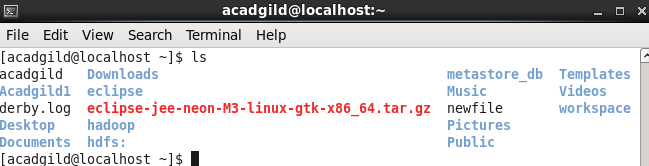 acadgild@localhost:~
File Edit View Search Terminal Help
[acadgild@localhost ~]$ ls
acadgild Downloads metastore_db Templates
Acadgild1 eclipse Music Videos
derby.log eclipse-jee-neon-M3-linux-gtk-x86_64.tar.gz newfile workspace
Desktop hadoop Pictures
Documents hdfs: Public
[acadgild@localhost ~]$